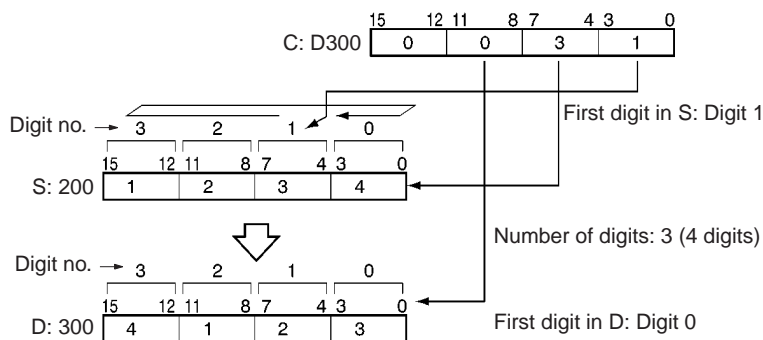 15 12 11 8 7 4 3 0
C: D300 0 0 3 1
First digit in S: Digit 1
Digit no. 3 2 1 0
15 12 11 8 7 4 3 0
S: 200 1 2 3 4
Number of digits: 3 (4 digits)
Digit no. 3 2 1 0
15 12 11 8 7 4 3 0
D: 300 4 1 2 3
First digit in D: Digit 0